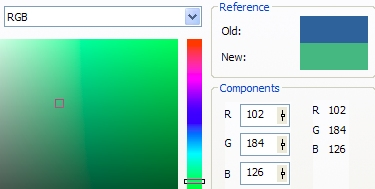 RGB
Reference
Old:
New:
Components
R 102 R 102
G 184 G 184
B 126 B 126